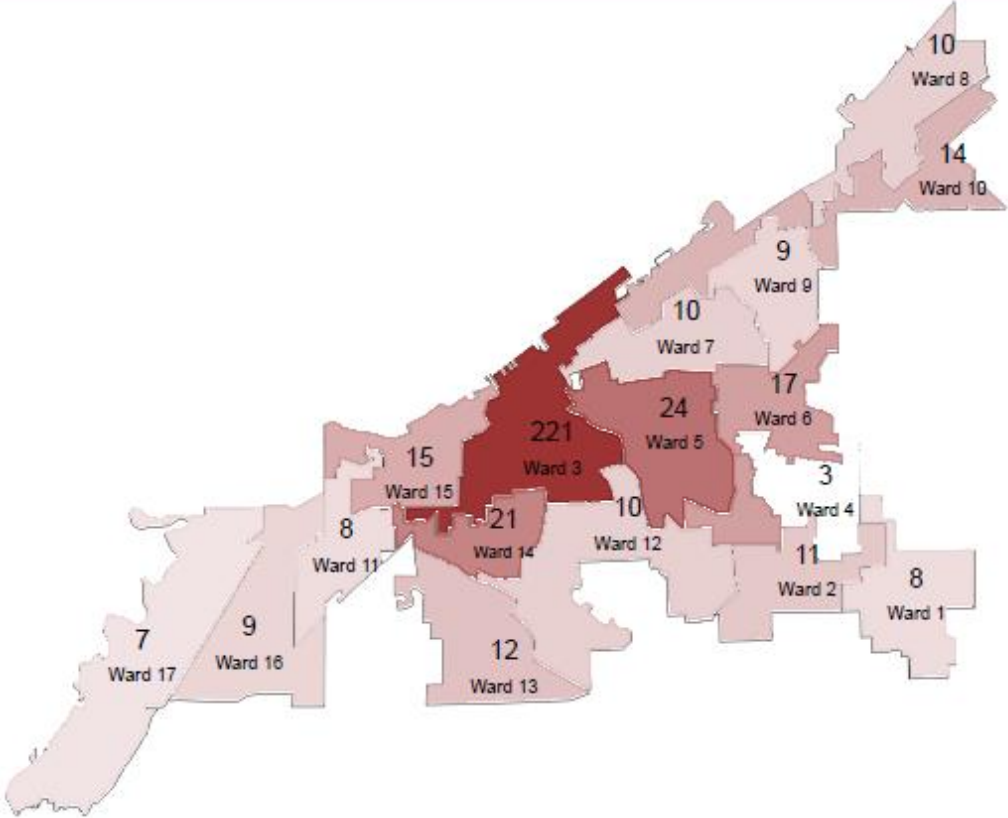 10
Ward 8
14
Ward 10
9
Ward 9
10
Ward 7
17
Ward 6
24
Ward 5
221
Ward 3
15
Ward 15
3
Ward 4
21
Ward 14
10
Ward 12
8
Ward 11
11
Ward 2
8
Ward 1
7
Ward 17
9
Ward 16
12
Ward 13